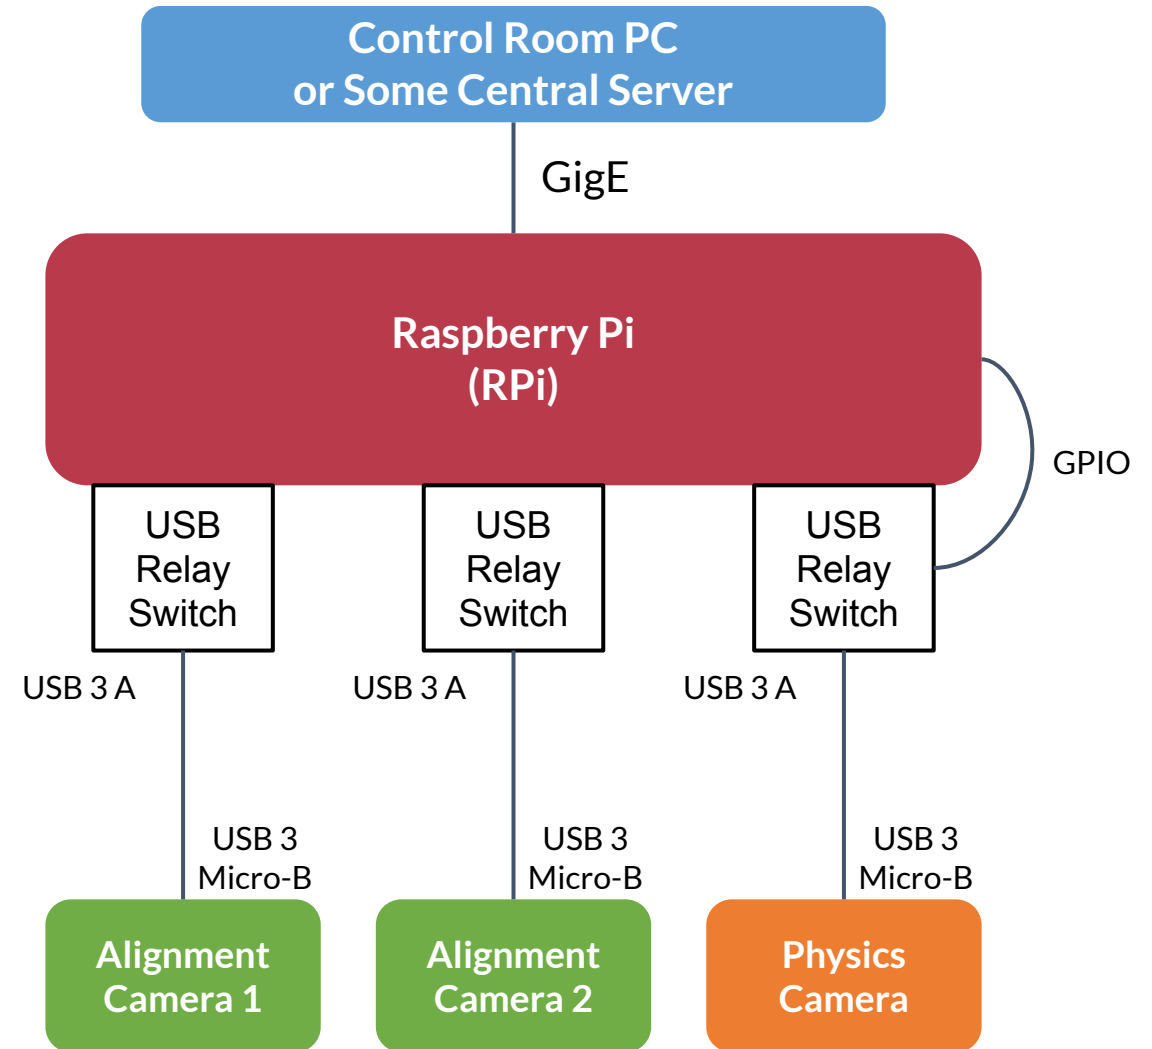 Control Room PC
or Some Central Server
GigE
Raspberry Pi
(RPi)
GPIO
USB
Relay
Switch
USB
Relay
Switch
USB
Relay
Switch
USB 3 A
USB 3 A
USB 3 A
USB 3
Micro-B
USB 3
Micro-B
USB 3
Micro-B
Alignment
Camera 1
Alignment
Camera 2
Physics
Camera